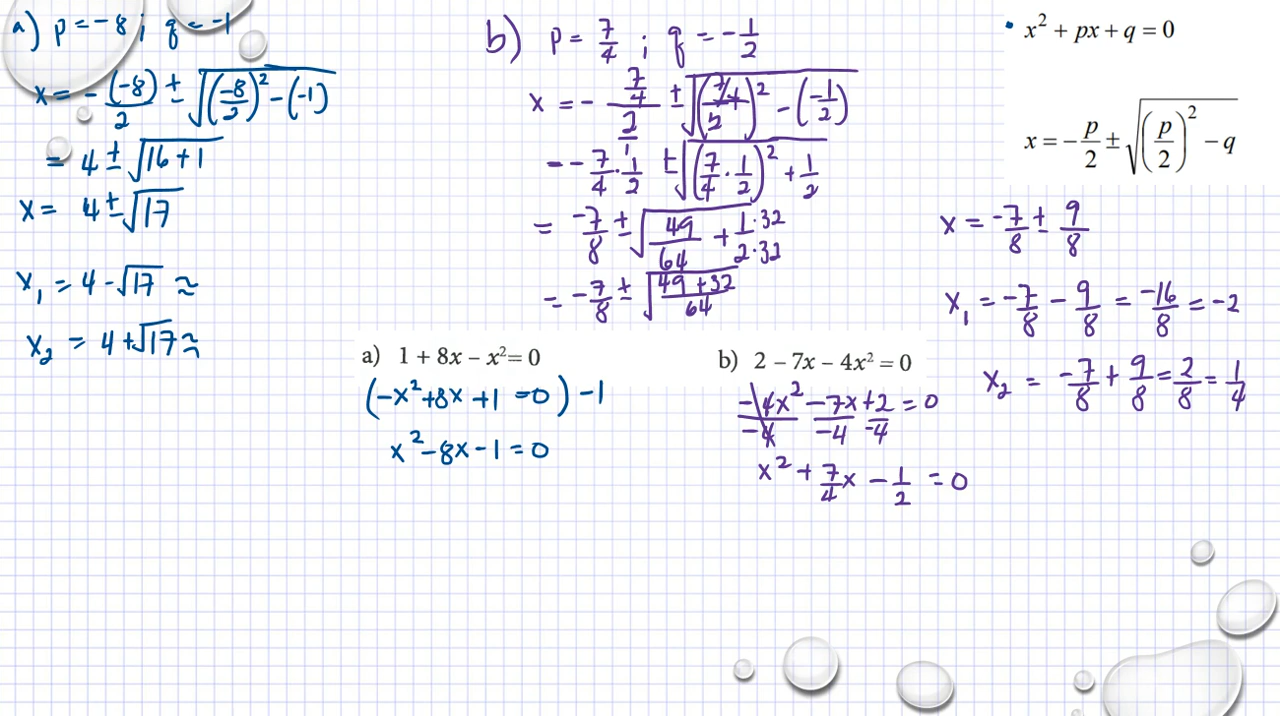 a) p = -8 ; q = -1
x = -(-8)/2 ± √((-8/2)² - (-1))
= 4 ± √(16 + 1)
x = 4 ± √17
x₁ = 4 - √17 ≈
x₂ = 4 + √17 ≈
b) p = 7/4 ; q = -1/2
x = - (7/4)/(2/1) ± √(((7/4)/2)² - (-1/2))
= -7/4 · 1/2 ± √((7/4 · 1/2)² + 1/2)
= -7/8 ± √(49/64 + 1·32/2·32)
= -7/8 ± √((49 + 32)/64)
• x² + px + q = 0
x = -p/2 ± √((p/2)² - q)
x = -7/8 ± 9/8
x₁ = -7/8 - 9/8 = -16/8 = -2
x₂ = -7/8 + 9/8 = 2/8 = 1/4
a) 1 + 8x - x² = 0
(-x² + 8x + 1 = 0) -1
x² - 8x - 1 = 0
b) 2 - 7x - 4x² = 0
-4x²/-4 -7x/-4 +2/-4 = 0
x² + 7/4x - 1/2 = 0